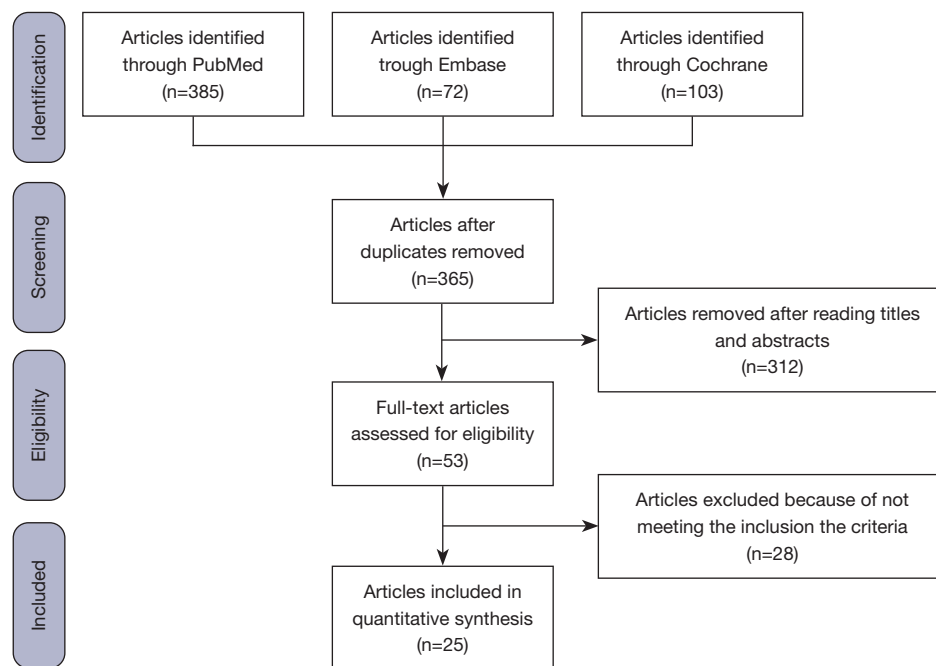 Identification
Articles identified
through PubMed
(n=385)
Articles identified
trough Embase
(n=72)
Articles identified
through Cochrane
(n=103)
Screening
Articles after
duplicates removed
(n=365)
Articles removed after reading titles
and abstracts
(n=312)
Eligibility
Full-text articles
assessed for eligibility
(n=53)
Articles excluded because of not
meeting the inclusion the criteria
(n=28)
Included
Articles included in
quantitative synthesis
(n=25)